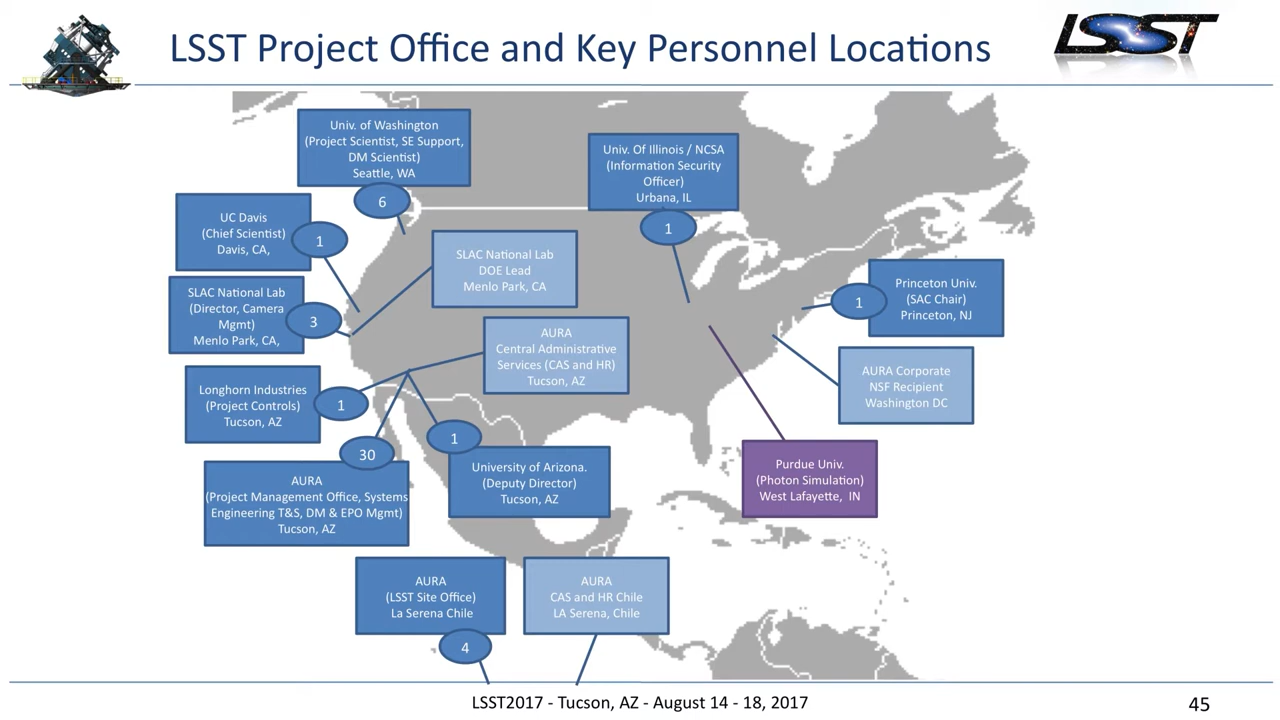 LSST Project Office and Key Personnel Locations
LSST
Univ. of Washington
(Project Scientist, SE Support,
DM Scientist)
Seattle, WA
6
Univ. Of Illinois / NCSA
(Information Security
Officer)
Urbana, IL
1
UC Davis
(Chief Scientist)
Davis, CA,
1
SLAC National Lab
DOE Lead
Menlo Park, CA
SLAC National Lab
(Director, Camera
Mgmt)
Menlo Park, CA,
3
Princeton Univ.
(SAC Chair)
Princeton, NJ
1
AURA
Central Administrative
Services (CAS and HR)
Tucson, AZ
AURA Corporate
NSF Recipient
Washington DC
Longhorn Industries
(Project Controls)
Tucson, AZ
1
30
AURA
(Project Management Office, Systems
Engineering T&S, DM & EPO Mgmt)
Tucson, AZ
1
University of Arizona.
(Deputy Director)
Tucson, AZ
Purdue Univ.
(Photon Simulation)
West Lafayette, IN
AURA
(LSST Site Office)
La Serena Chile
4
AURA
CAS and HR Chile
LA Serena, Chile
LSST2017 - Tucson, AZ - August 14 - 18, 2017
45